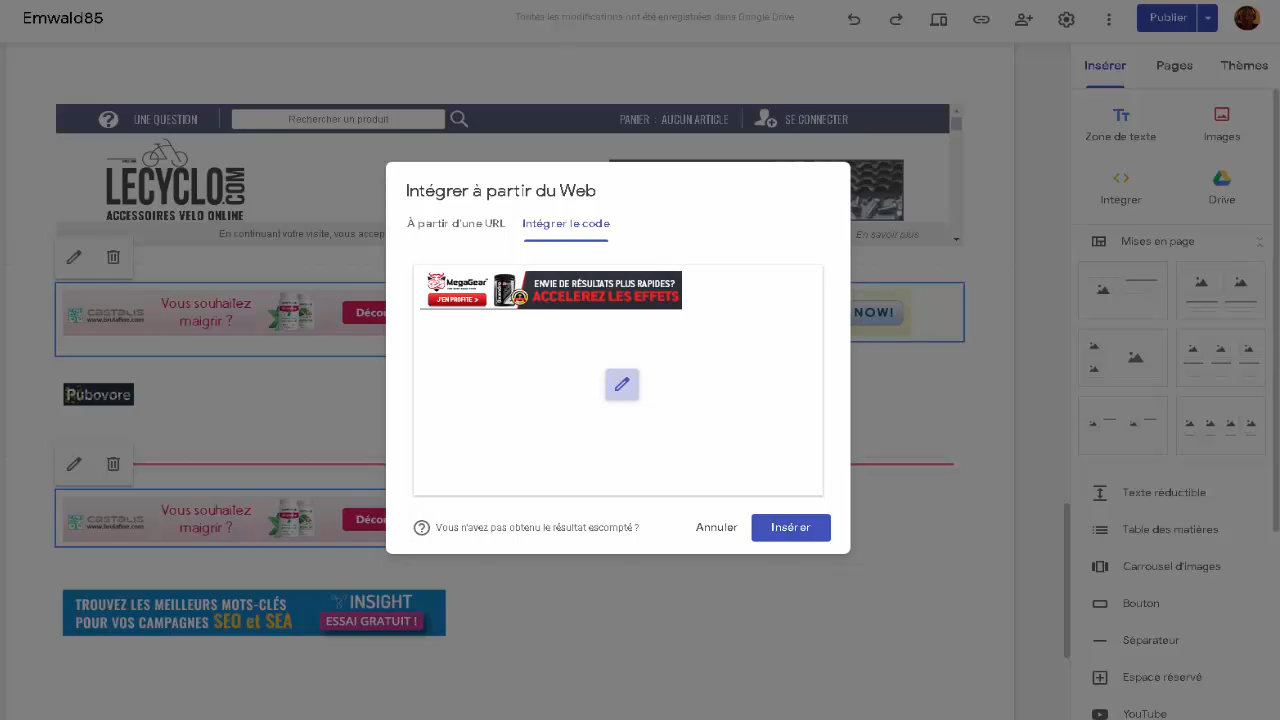 Emwald85
Toutes les modifications ont été enregistrées dans Google Drive
Publier
Insérer
Pages
Thèmes
UNE QUESTION
Rechercher un produit
PANIER : AUCUN ARTICLE
SE CONNECTER
Zone de texte
Images
Intégrer à partir du Web
LECYCLO.COM
ACCESSOIRES VELO ONLINE
Intégrer
Drive
À partir d'une URL
Intégrer le code
En continuant votre visite, vous accep
En savoir plus
Mises en page
MegaGear
J'EN PROFITE >
ENVIE DE RÉSULTATS PLUS RAPIDES?
ACCELEREZ LES EFFETS
CASTALIS
Vous souhaitez
maigrir ?
Décou
NOW!
Pubovore
CASTALIS
Vous souhaitez
maigrir ?
Décou
Vous n'avez pas obtenu le résultat escompté ?
Annuler
Insérer
Texte réductible
Table des matières
Carrousel d'images
Bouton
Séparateur
Espace réservé
YouTube
TROUVEZ LES MEILLEURS MOTS-CLÉS
POUR VOS CAMPAGNES SEO et SEA
INSIGHT
ESSAI GRATUIT !